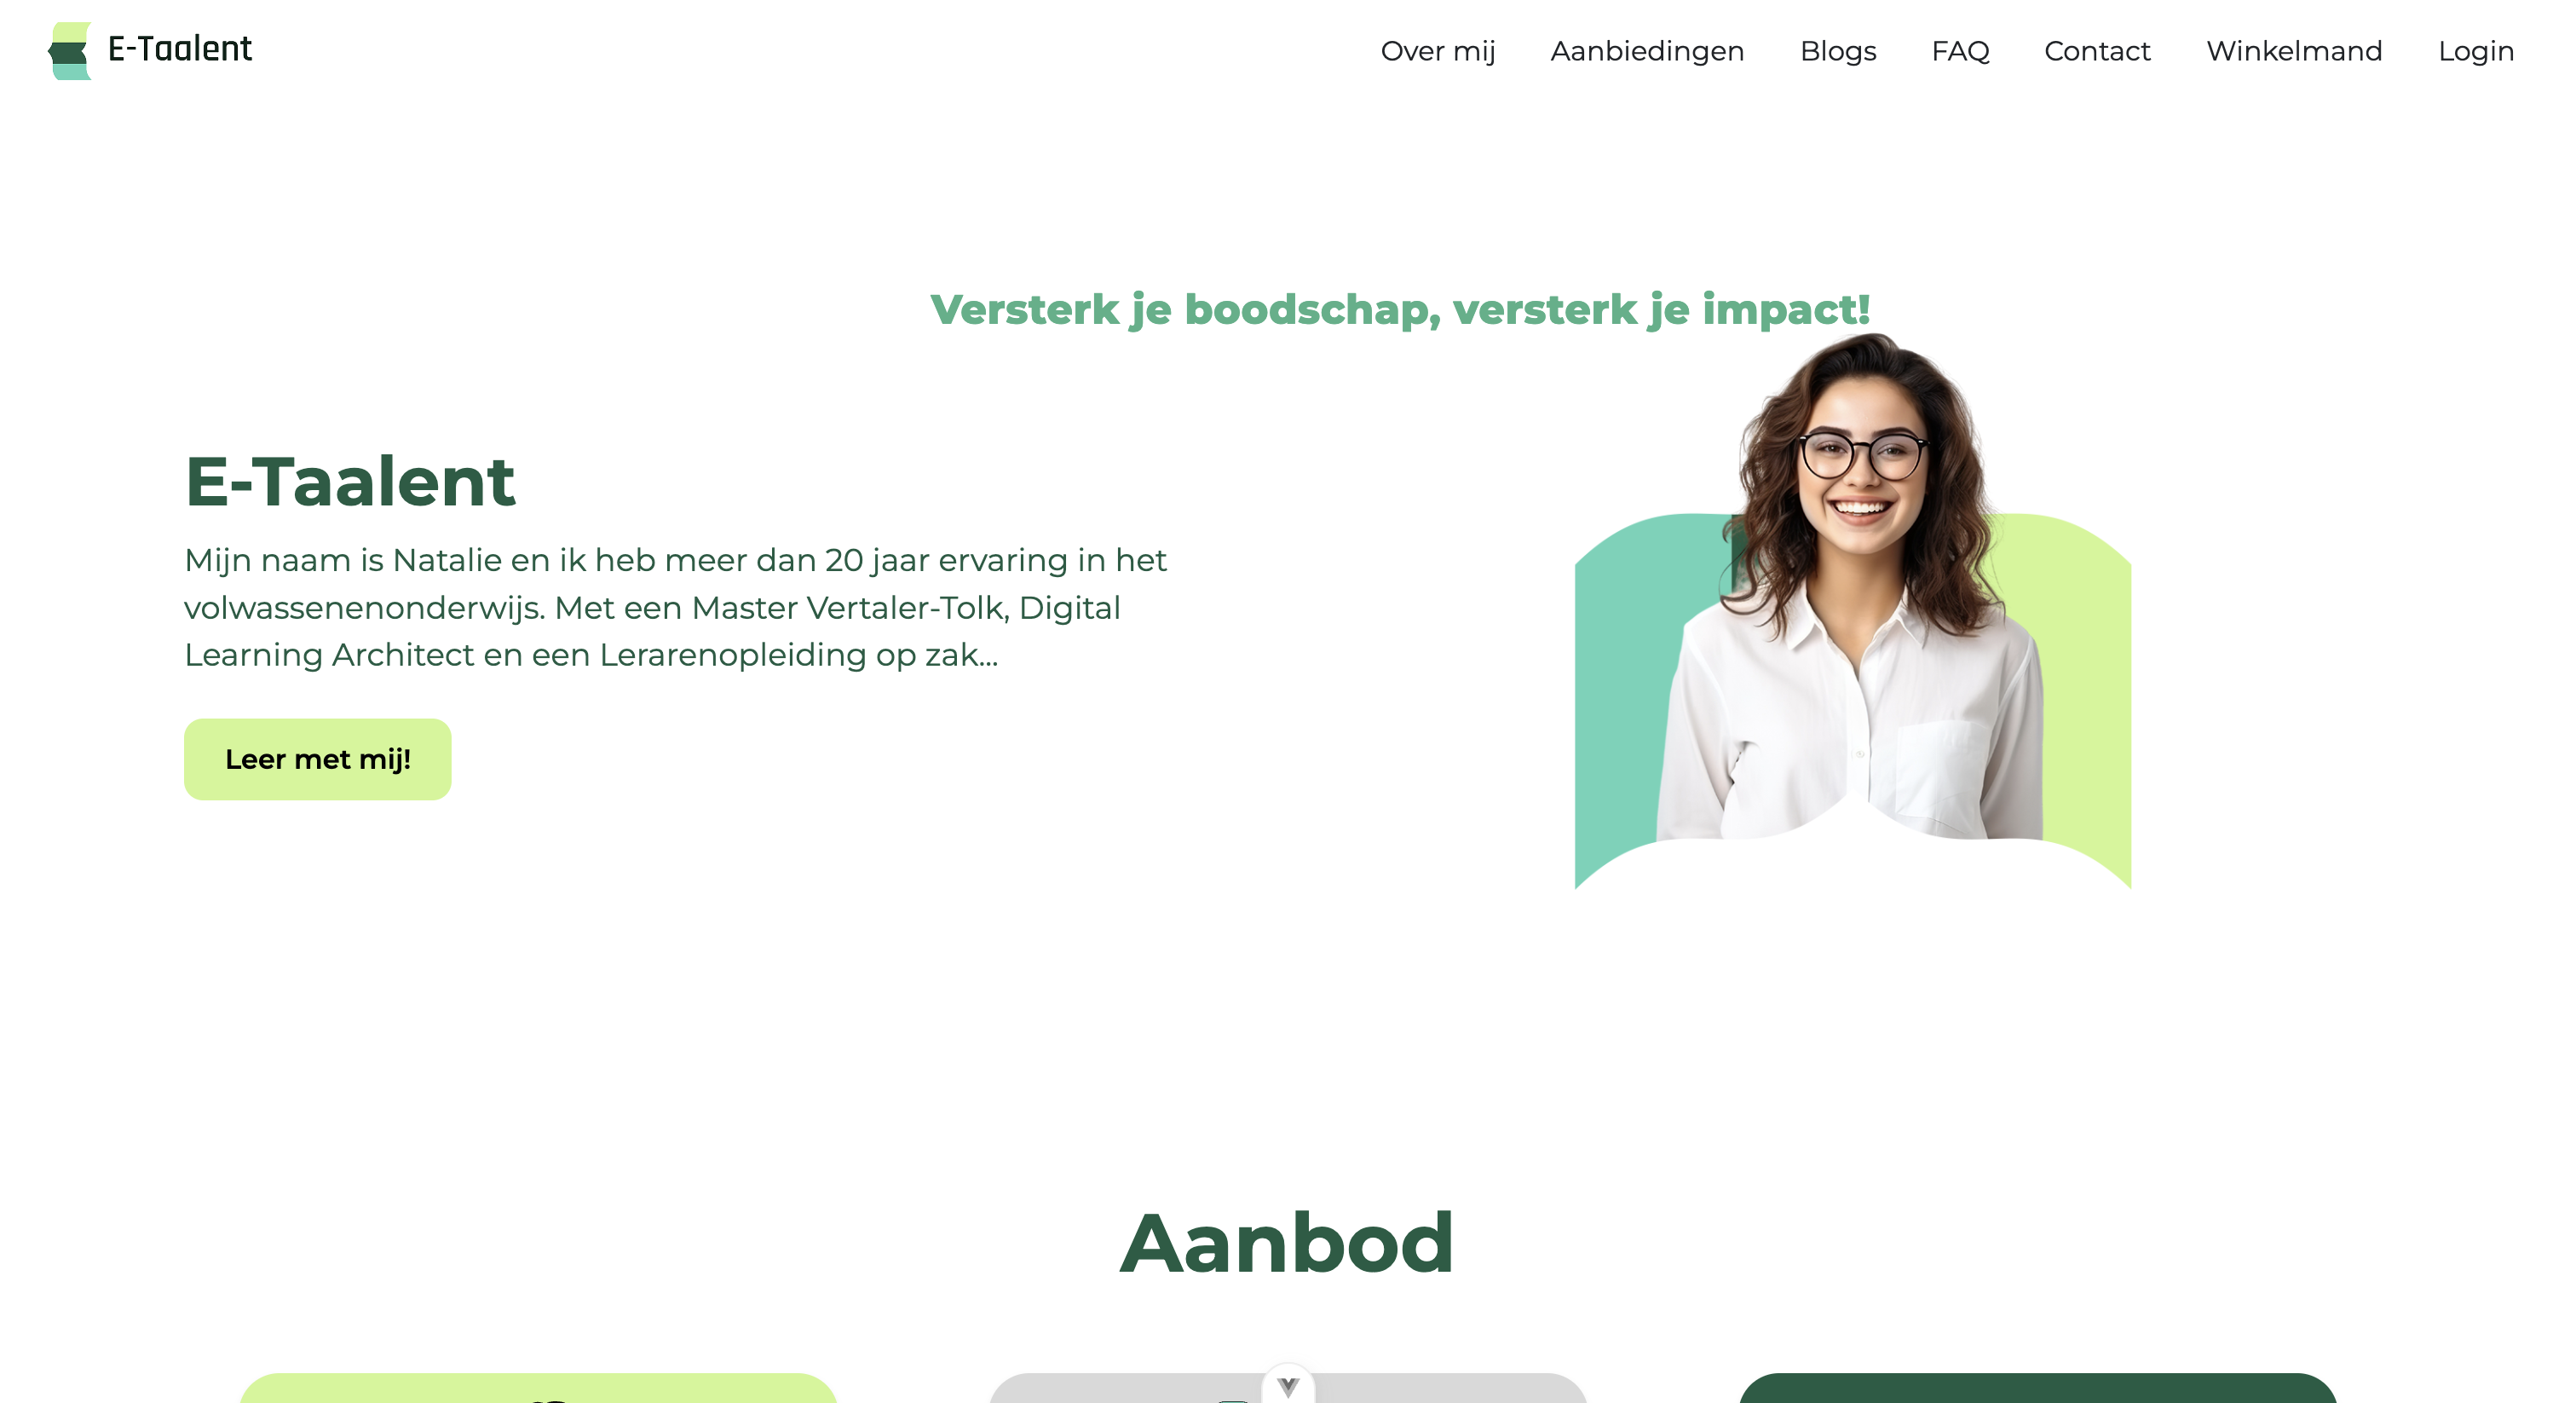 E-Taalent
Over mij
Aanbiedingen
Blogs
FAQ
Contact
Winkelmand
Login
Versterk je boodschap, versterk je impact!
E-Taalent
Mijn naam is Natalie en ik heb meer dan 20 jaar ervaring in het
volwassenenonderwijs. Met een Master Vertaler-Tolk, Digital
Learning Architect en een Lerarenopleiding op zak...
Leer met mij!
Aanbod